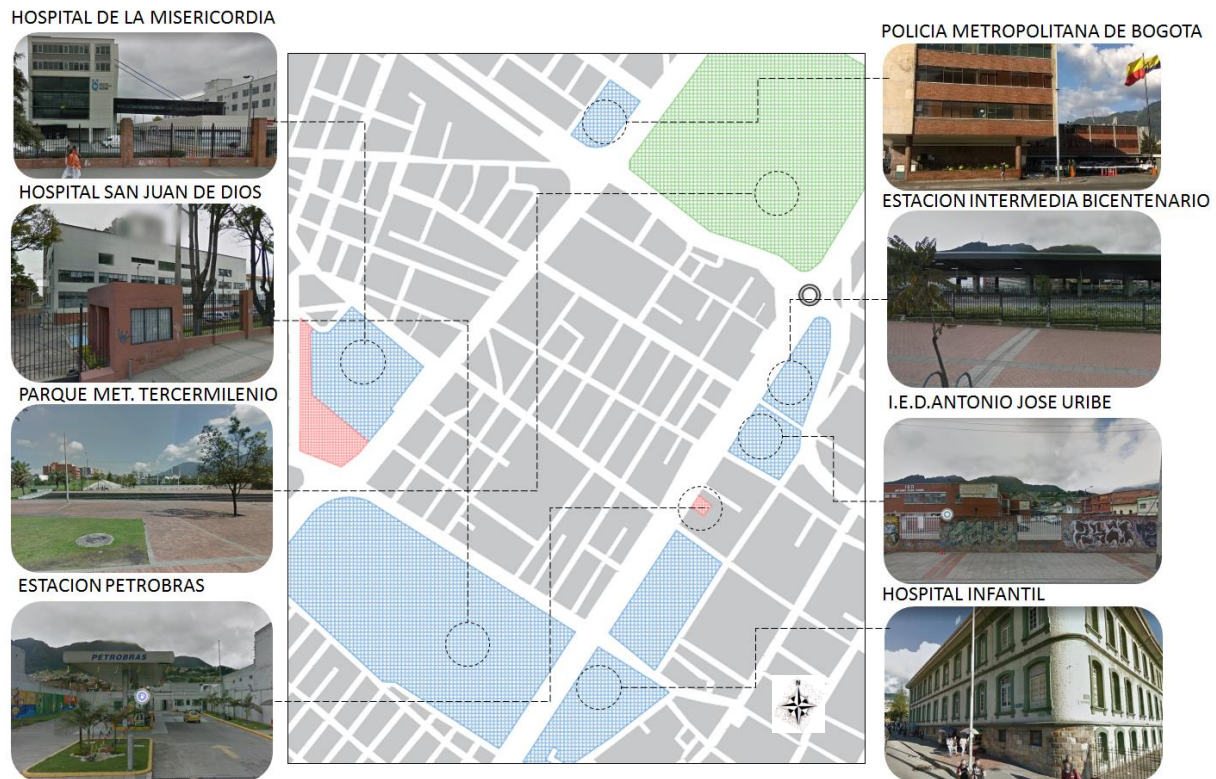 HOSPITAL DE LA MISERICORDIA
HOSPITAL SAN JUAN DE DIOS
PARQUE MET. TERCERMILENIO
ESTACION PETROBRAS
PETROBRAS
N
POLICIA METROPOLITANA DE BOGOTA
ESTACION INTERMEDIA BICENTENARIO
I.E.D.ANTONIO JOSE URIBE
HOSPITAL INFANTIL